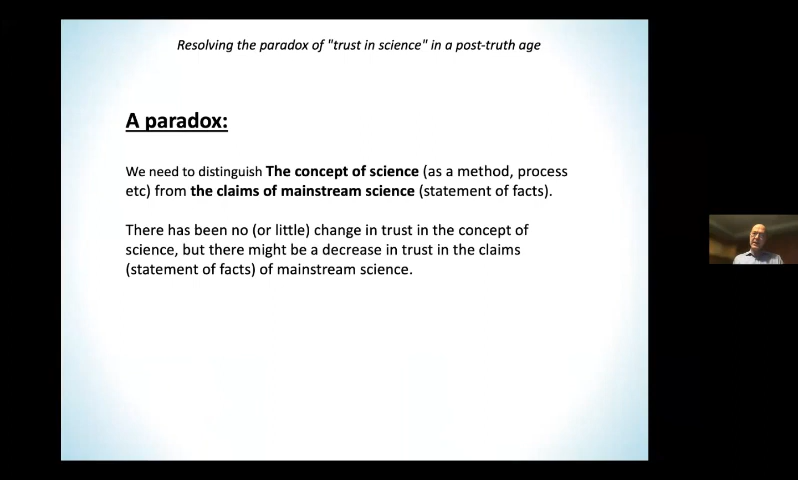 Resolving the paradox of "trust in science" in a post-truth age
A paradox:
We need to distinguish The concept of science (as a method, process
etc) from the claims of mainstream science (statement of facts).
There has been no (or little) change in trust in the concept of
science, but there might be a decrease in trust in the claims
(statement of facts) of mainstream science.